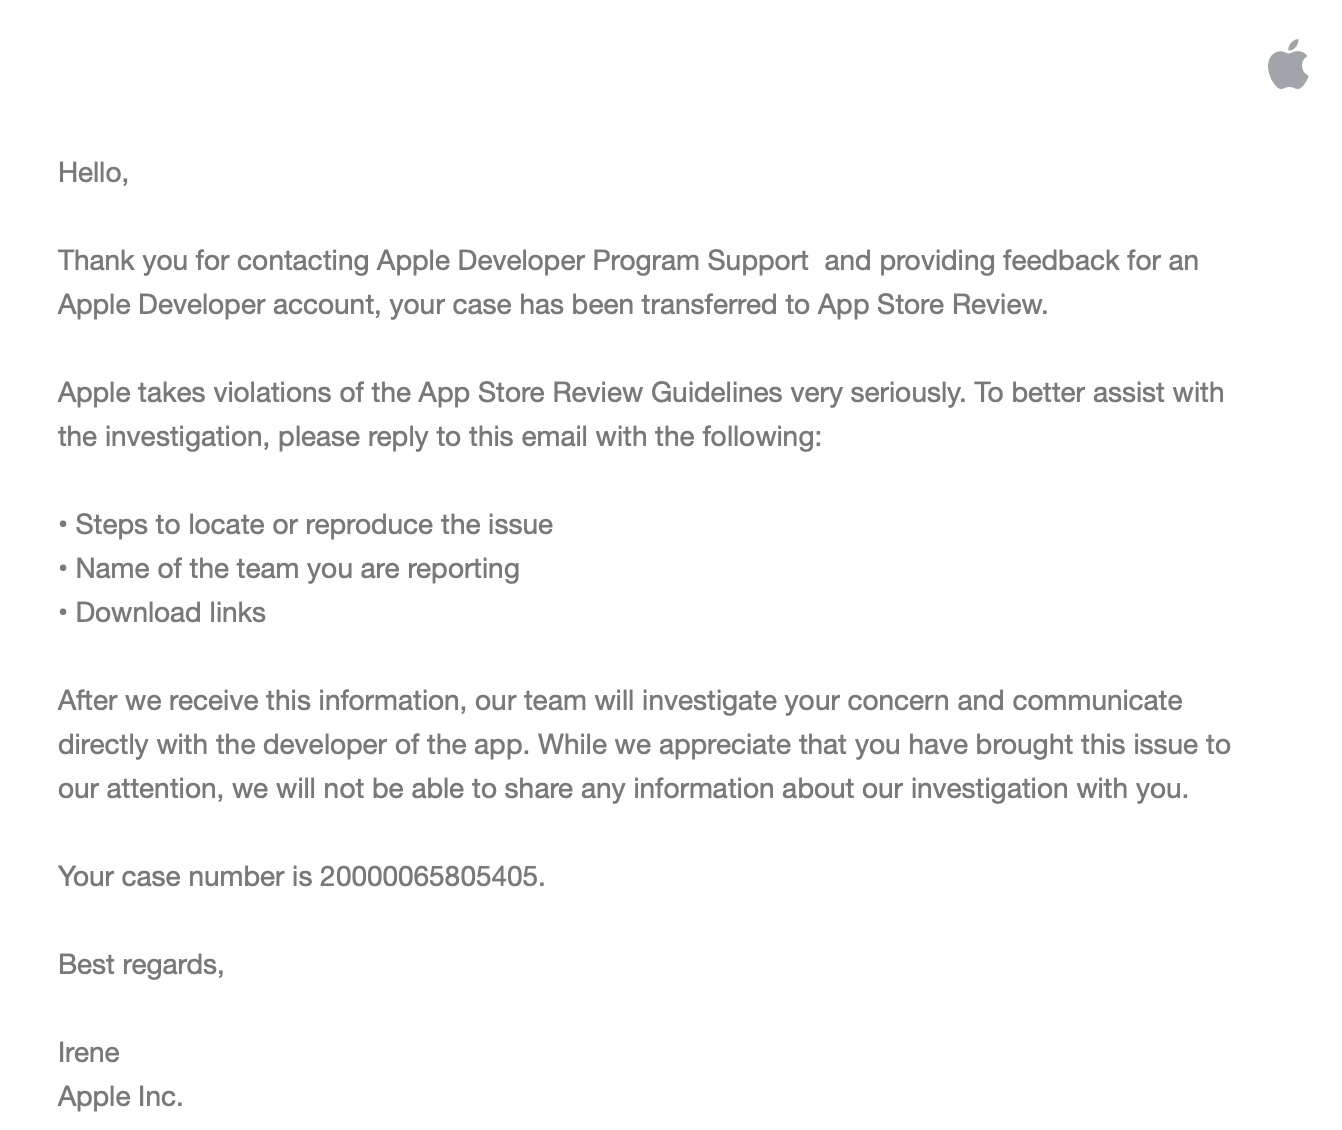 Hello,
Thank you for contacting Apple Developer Program Support  and providing feedback for an
Apple Developer account, your case has been transferred to App Store Review.
Apple takes violations of the App Store Review Guidelines very seriously. To better assist with
the investigation, please reply to this email with the following:
• Steps to locate or reproduce the issue
• Name of the team you are reporting
• Download links
After we receive this information, our team will investigate your concern and communicate
directly with the developer of the app. While we appreciate that you have brought this issue to
our attention, we will not be able to share any information about our investigation with you.
Your case number is 20000065805405.
Best regards,
Irene
Apple Inc.